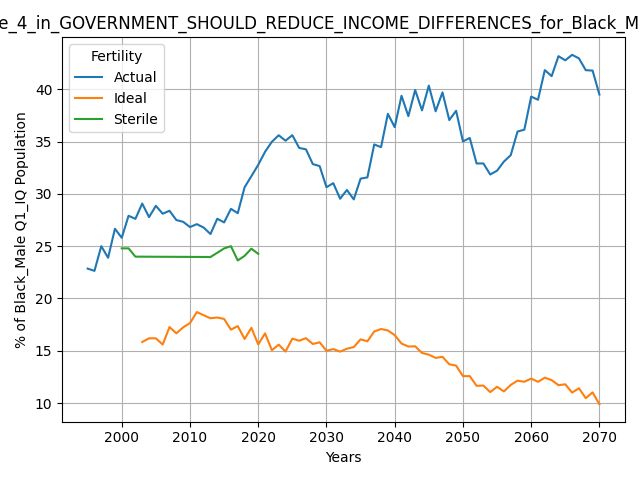 e_4_in_GOVERNMENT_SHOULD_REDUCE_INCOME_DIFFERENCES_for_Black_M
Fertility
Actual
Ideal
Sterile
% of Black_Male Q1_IQ Population
40
35
30
25
20
15
10
2000 2010 2020 2030 2040 2050 2060 2070
Years